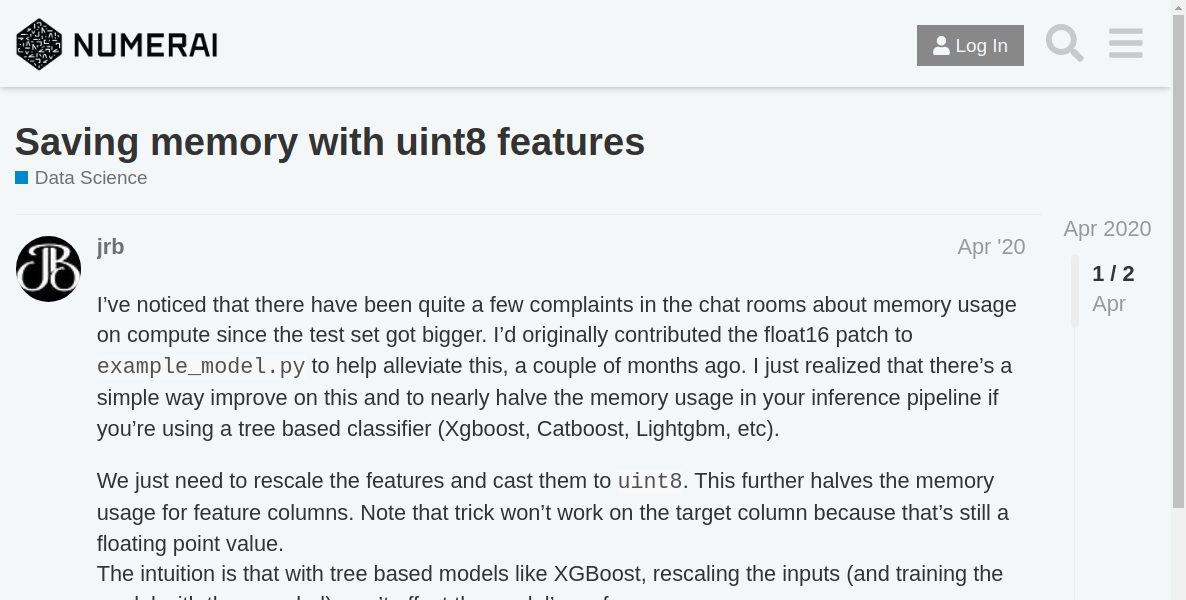 NUMERAI
Log In
Saving memory with uint8 features
Data Science
jrb
Apr '20
Apr 2020
1 / 2
Apr
I’ve noticed that there have been quite a few complaints in the chat rooms about memory usage
on compute since the test set got bigger. I’d originally contributed the float16 patch to
example_model.py to help alleviate this, a couple of months ago. I just realized that there’s a
simple way improve on this and to nearly halve the memory usage in your inference pipeline if
you’re using a tree based classifier (Xgboost, Catboost, Lightgbm, etc).
We just need to rescale the features and cast them to uint8. This further halves the memory
usage for feature columns. Note that trick won’t work on the target column because that’s still a
floating point value.
The intuition is that with tree based models like XGBoost, rescaling the inputs (and training the